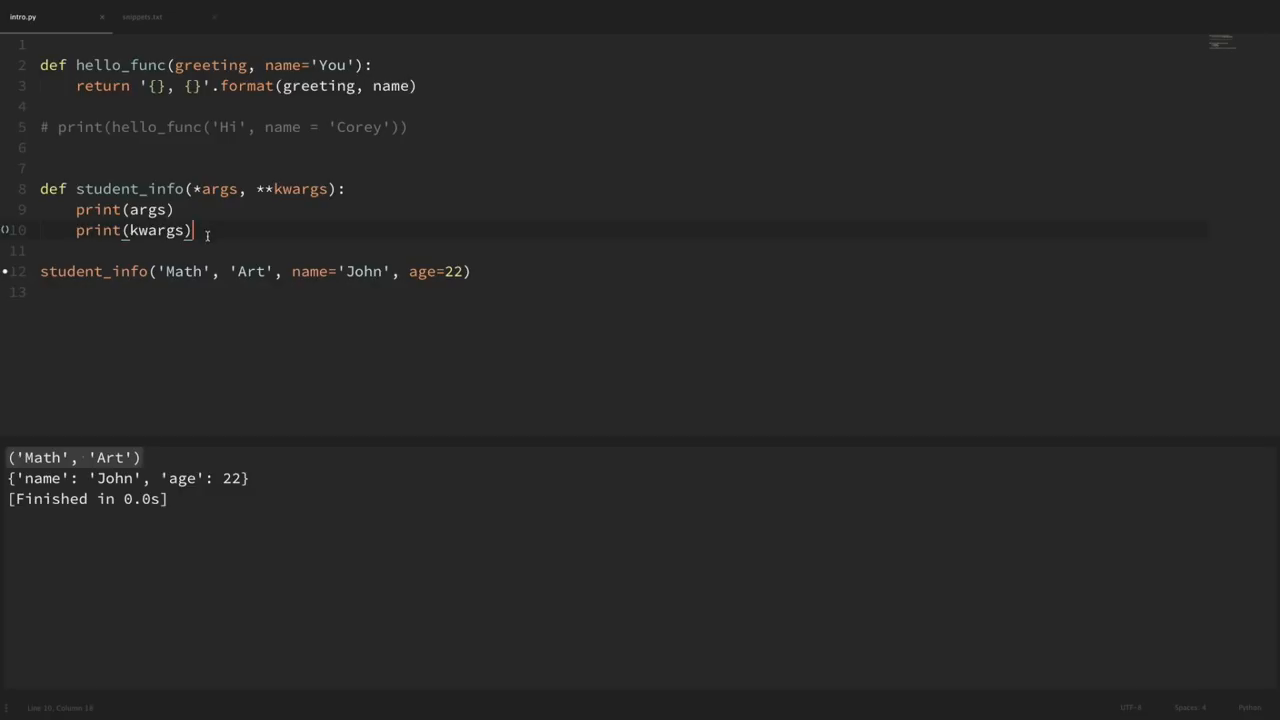 intro.py
snippets.txt
1
2 def hello_func(greeting, name='You'):
3 return '{}, {}'.format(greeting, name)
4
5 # print(hello_func('Hi', name = 'Corey'))
6
7
8 def student_info(*args, **kwargs):
9 print(args)
10 print(kwargs)
11
12 student_info('Math', 'Art', name='John', age=22)
13
('Math', 'Art')
{'name': 'John', 'age': 22}
[Finished in 0.0s]
Line 10, Column 18
UTF-8
Spaces: 4
Python